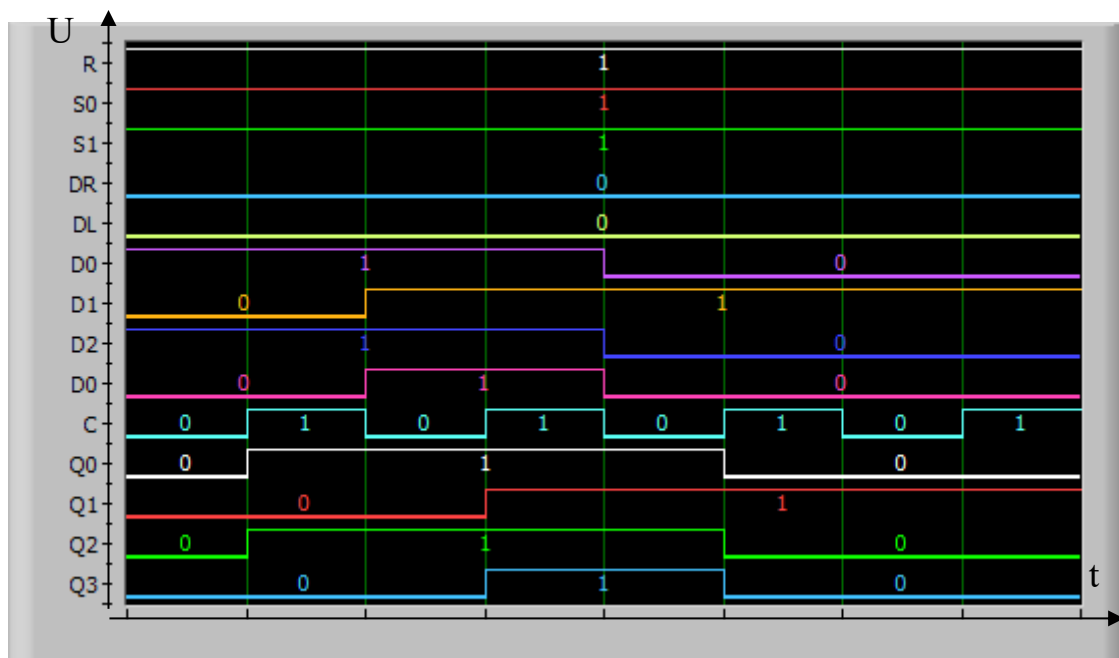 U
R 1
S0 1
S1 1
DR 0
DL 0
D0 1 0
D1 0 1
D2 1 0
D0 0 1 0
C 0 1 0 1 0 1 0 1
Q0 0 1 0
Q1 0 1
Q2 0 1 0
Q3 0 1 0
t